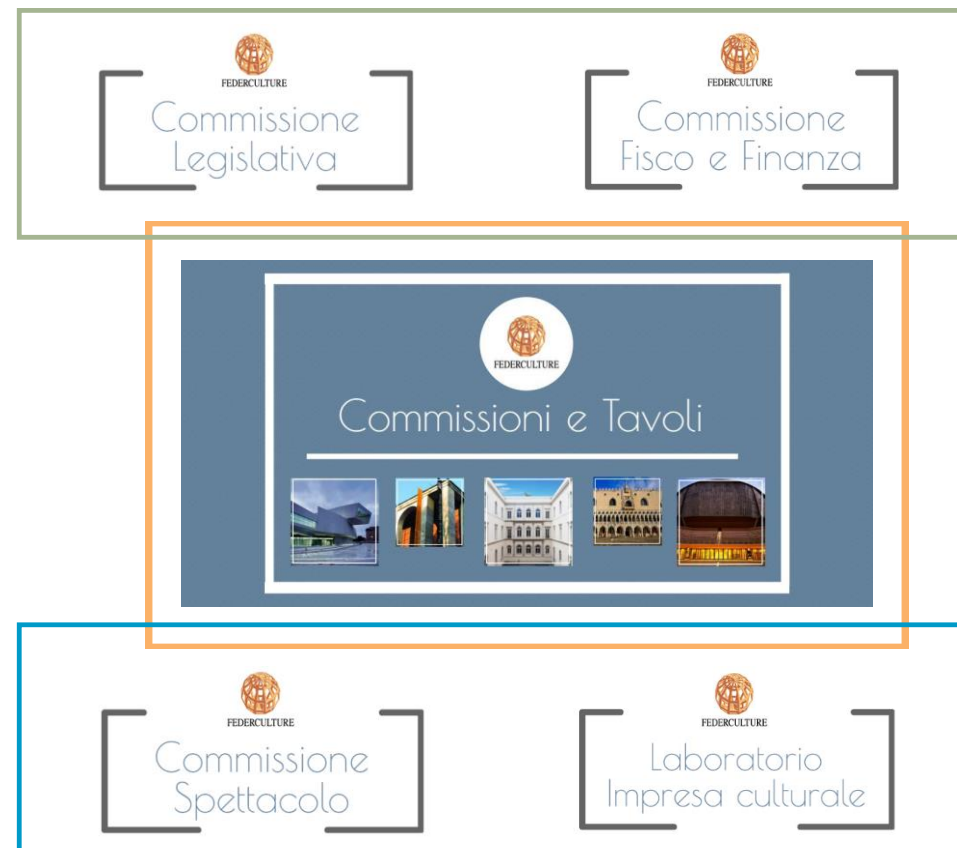 FEDERCULTURE
Commissione
Legislativa
FEDERCULTURE
Commissione
Fisco e Finanza
FEDERCULTURE
Commissioni e Tavoli
FEDERCULTURE
Commissione
Spettacolo
FEDERCULTURE
Laboratorio
Impresa culturale